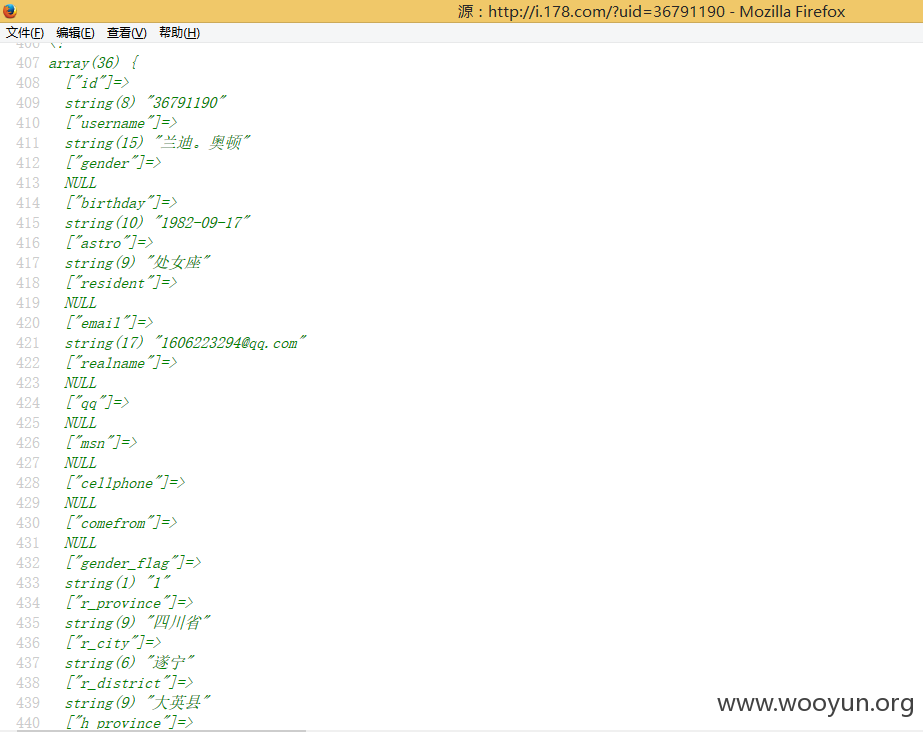 源：http://i.178.com/?uid=36791190 - Mozilla Firefox
文件(F) 编辑(E) 查看(V) 帮助(H)
407 array(36) {
408 ["id"]=>
409 string(8) "36791190"
410 ["username"]=>
411 string(15) "兰迪。奥顿"
412 ["gender"]=>
413 NULL
414 ["birthday"]=>
415 string(10) "1982-09-17"
416 ["astro"]=>
417 string(9) "处女座"
418 ["resident"]=>
419 NULL
420 ["email"]=>
421 string(17) "1606223294@qq.com"
422 ["realname"]=>
423 NULL
424 ["qq"]=>
425 NULL
426 ["msn"]=>
427 NULL
428 ["cellphone"]=>
429 NULL
430 ["comefrom"]=>
431 NULL
432 ["gender_flag"]=>
433 string(1) "1"
434 ["r_province"]=>
435 string(9) "四川省"
436 ["r_city"]=>
437 string(6) "遂宁"
438 ["r_district"]=>
439 string(9) "大英县"
440 ["h_province"]=>
www.wooyun.org